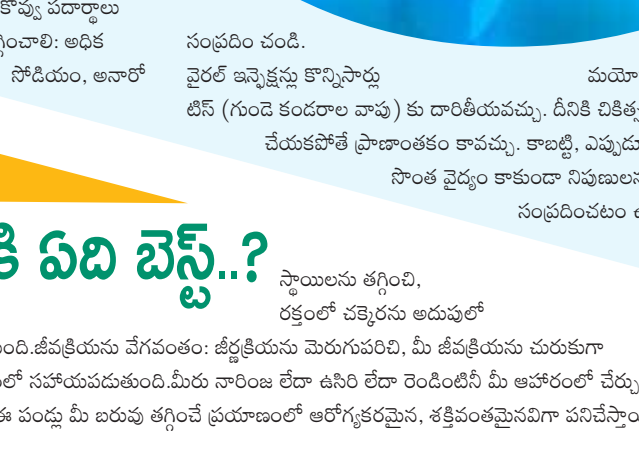 కొవ్వు పదార్థాలు
గ్గించాలి: అధిక
సోడియం, అనారో
సంప్రదిం చండి.
వైరల్ ఇన్ఫెక్షన్లు కొన్నిసార్లు మయో
టిస్ (గుండె కండరాల వాపు) కు దారితీయవచ్చు. దీనికి చికిత్స
చేయకపోతే ప్రాణాంతకం కావచ్చు. కాబట్టి, ఎప్పుడూ
సొంత వైద్యం కాకుండా నిపుణులన
సంప్రదించటం
కి ఏది బెస్ట్..?
స్థాయిలను తగ్గించి,
రక్తంలో చక్కెరను అదుపులో
ుంది.జీవక్రియను వేగవంతం: జీర్ణక్రియను మెరుగుపరిచి, మీ జీవక్రియను చురుకుగా
లో సహాయపడుతుంది.మీరు నారింజ లేదా ఉసిరి లేదా రెండింటినీ మీ ఆహారంలో చేర్చు
ఈ పండ్లు మీ బరువు తగ్గించే ప్రయాణంలో ఆరోగ్యకరమైన, శక్తివంతమైనవిగా పనిచేస్తాయ